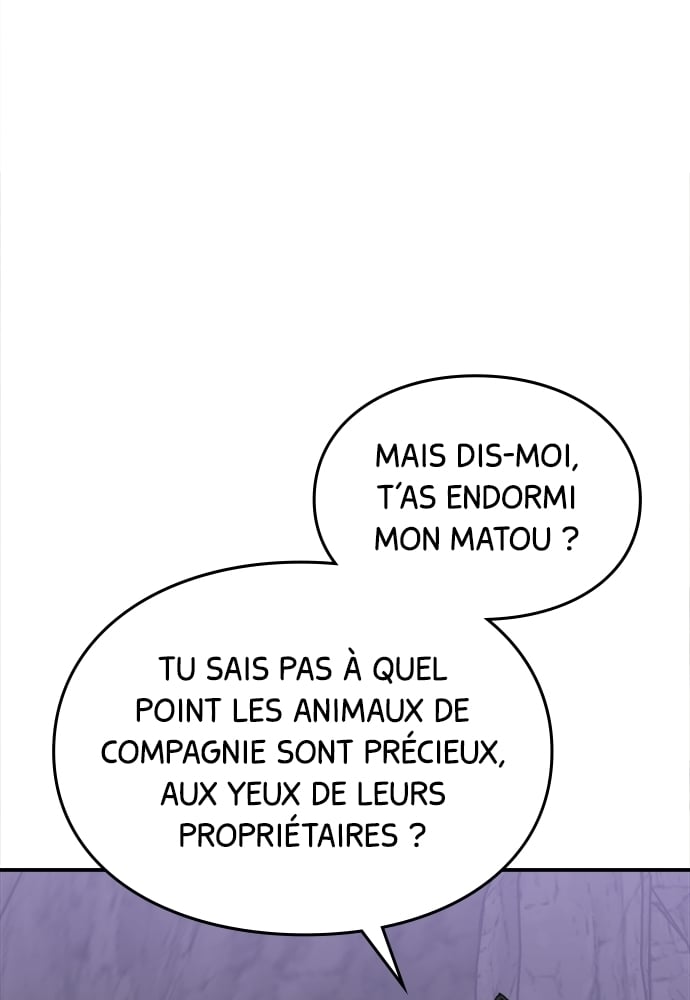 MAIS DIS-MOI,
T'AS ENDORMI
MON MATOU ?
TU SAIS PAS À QUEL
POINT LES ANIMAUX DE
COMPAGNIE SONT PRÉCIEUX,
AUX YEUX DE LEURS
PROPRIÉTAIRES ?